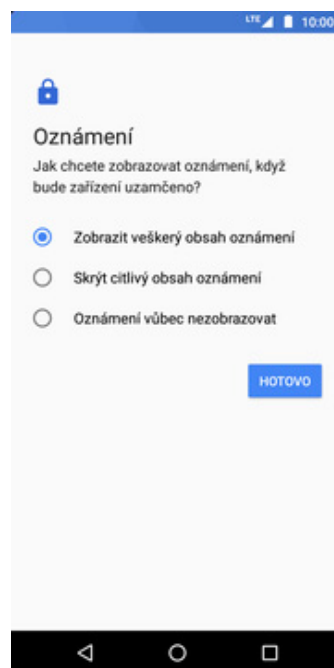 LTE 10:00
Oznámení
Jak chcete zobrazovat oznámení, když
bude zařízení uzamčeno?
Zobrazit veškerý obsah oznámení
Skrýt citlivý obsah oznámení
Oznámení vůbec nezobrazovat
HOTOVO